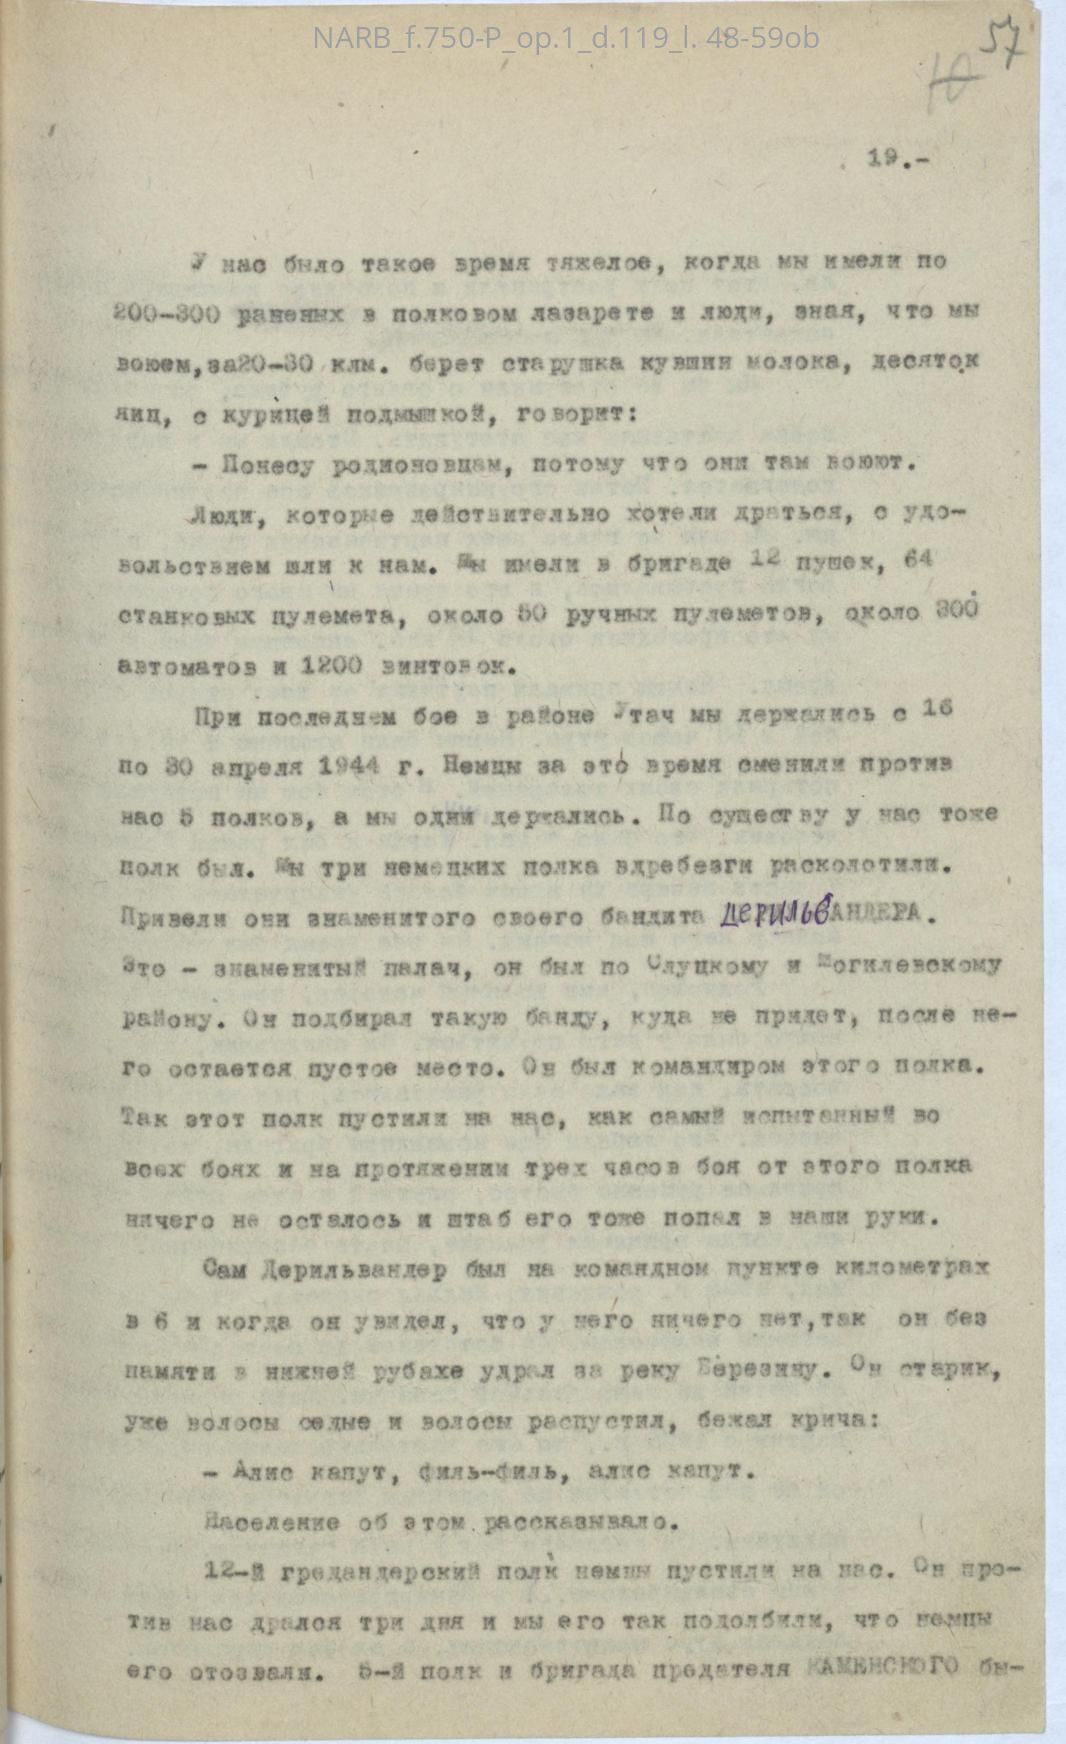 NARB_f.750-P_op.1_d.119_l. 48-59ob
57
10
19.-
У нас было такое время тяжелое, когда мы имели по
200-300 раненых в полковом лазарете и люди, зная, что мы
воюем,за20-30 клм. берет старушка кувшин молока, десяток
яиц, с курицей подмышкой, говорит:
- Понесу родионовцам, потому что они там воюют.
Люди, которые действительно хотели драться, с удо-
вольствием шли к нам. Мы имели в бригаде 12 пушек, 64
станковых пулемета, около 50 ручных пулеметов, около 300
автоматов и 1200 винтовок.
При последнем бое в районе Утач мы держались с 16
по 30 апреля 1944 г. Немцы за это время сменили против
нас 5 полков, а мы одни держались. По существу у нас тоже
полк был. Мы три немецких полка вдребезги расколотили.
Привели они знаменитого своего бандита ДЕРИЛЬВАНДЕРА.
Это - знаменитый палач, он был по Слуцкому и Могилевскому
району. Он подбирал такую банду, куда не придет, после не-
го остается пустое место. Он был командиром этого полка.
Так этот полк пустили на нас, как самый испытанный во
всех боях и на протяжении трех часов боя от этого полка
ничего не осталось и штаб его тоже попал в наши руки.
Сам Дерильвандер был на командном пункте километрах
в 6 и когда он увидел, что у него ничего нет,так он без
памяти в нижней рубахе удрал за реку Березину. Он старик,
уже волосы седые и волосы распустил, бежал крича:
- Алис капут, филь-филь, алис капут.
Население об этом рассказывало.
12-й гредандерский полк немцы пустили на нас. Он про-
тив нас дрался три дня и мы его так подолбили, что немцы
его отозвали. 5-й полк и бригада предателя КАМЕНСКОГО бы-